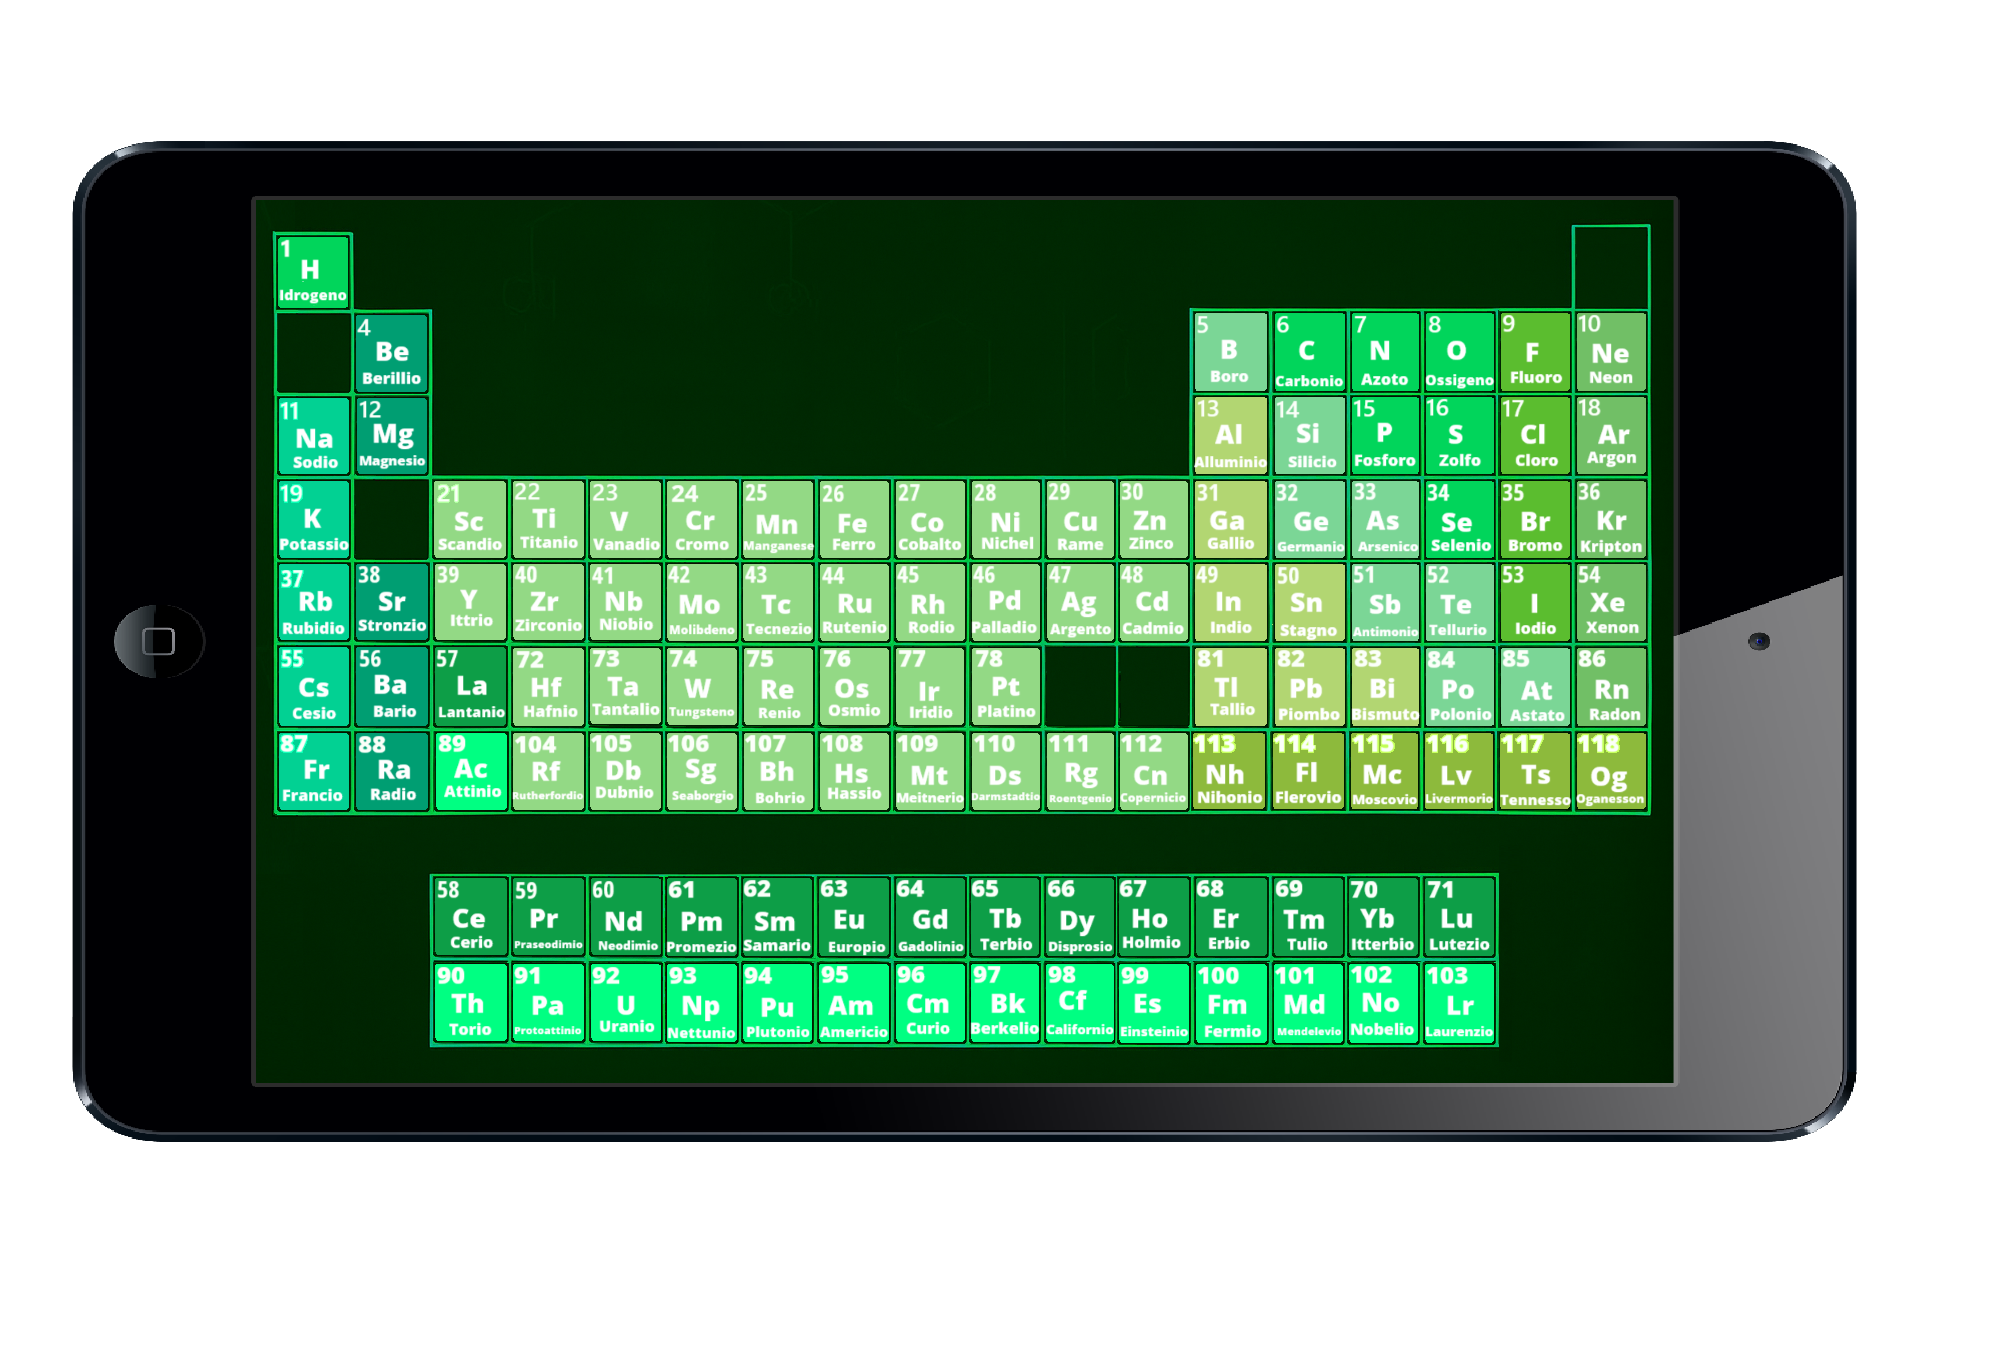 1
H
Idrogeno
4 5 6 7 8 9 10
Be B C N O F Ne
Berillio Boro Carbonio Azoto Ossigeno Fluoro Neon
11 12 13 14 15 16 17 18
Na Mg Al Si P S Cl Ar
Sodio Magnesio Alluminio Silicio Fosforo Zolfo Cloro Argon
19 21 22 23 24 25 26 27 28 29 30 31 32 33 34 35 36
K Sc Ti V Cr Mn Fe Co Ni Cu Zn Ga Ge As Se Br Kr
Potassio Scandio Titanio Vanadio Cromo Manganese Ferro Cobalto Nichel Rame Zinco Gallio Germanio Arsenico Selenio Bromo Kripton
37 38 39 40 41 42 43 44 45 46 47 48 49 50 51 52 53 54
Rb Sr Y Zr Nb Mo Tc Ru Rh Pd Ag Cd In Sn Sb Te I Xe
Rubidio Stronzio Ittrio Zirconio Niobio Molibdeno Tecnezio Rutenio Rodio Palladio Argento Cadmio Indio Stagno Antimonio Tellurio Iodio Xenon
55 56 57 72 73 74 75 76 77 78 81 82 83 84 85 86
Cs Ba La Hf Ta W Re Os Ir Pt Tl Pb Bi Po At Rn
Cesio Bario Lantanio Hafnio Tantalio Tungsteno Renio Osmio Iridio Platino Tallio Piombo Bismuto Polonio Astato Radon
87 88 89 104 105 106 107 108 109 110 111 112 113 114 115 116 117 118
Fr Ra Ac Rf Db Sg Bh Hs Mt Ds Rg Cn Nh Fl Mc Lv Ts Og
Francio Radio Attinio Rutherfordio Dubnio Seaborgio Bohrio Hassio Meitnerio Darmstadtio Roentgenio Copernicio Nihonio Flerovio Moscovio Livermorio Tennesso Oganesson
58 59 60 61 62 63 64 65 66 67 68 69 70 71
Ce Pr Nd Pm Sm Eu Gd Tb Dy Ho Er Tm Yb Lu
Cerio Praseodimio Neodimio Promezio Samario Europio Gadolinio Terbio Disprosio Holmio Erbio Tulio Itterbio Lutezio
90 91 92 93 94 95 96 97 98 99 100 101 102 103
Th Pa U Np Pu Am Cm Bk Cf Es Fm Md No Lr
Torio Protoattinio Uranio Nettunio Plutonio Americio Curio Berkelio Californio Einsteinio Fermio Mendelevio Nobelio Laurenzio